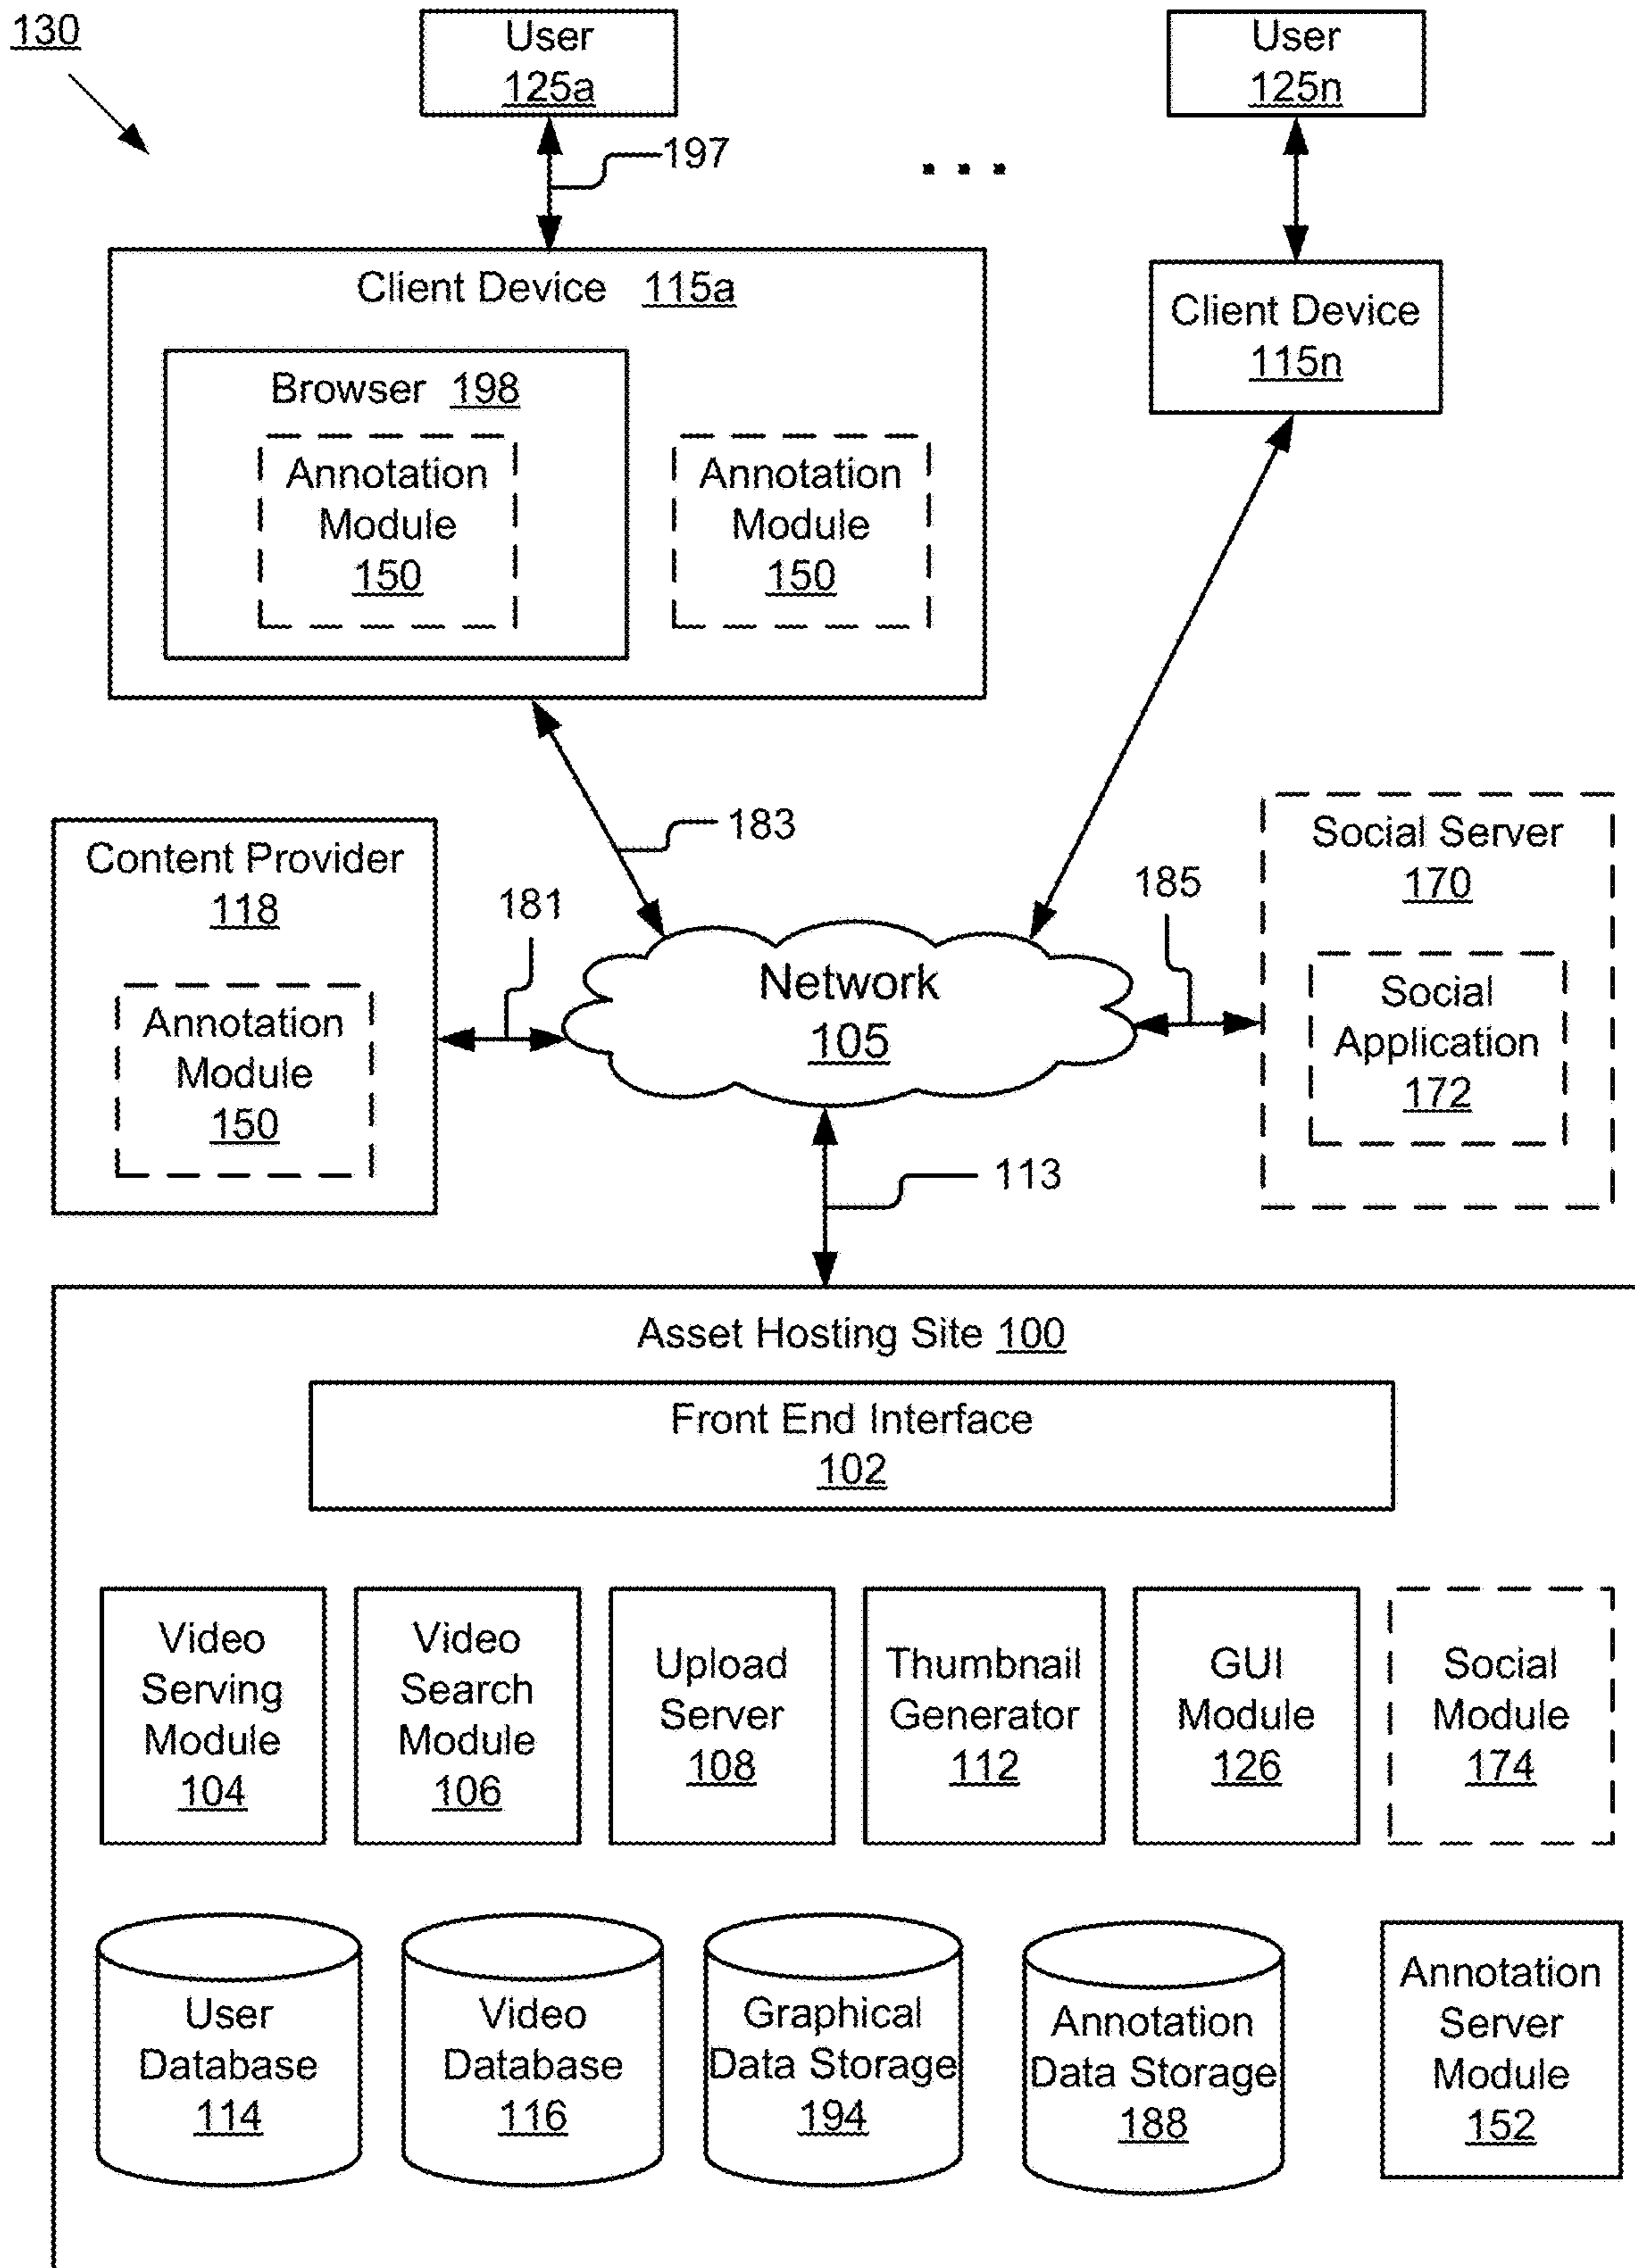 130
User
125a
User
125n
197
. . .
Client Device 115a
Client Device
115n
Browser 198
Annotation
Module
150
Annotation
Module
150
183
Content Provider
118
Annotation
Module
150
181
Network
105
185
Social Server
170
Social
Application
172
113
Asset Hosting Site 100
Front End Interface
102
Video
Serving
Module
104
Video
Search
Module
106
Upload
Server
108
Thumbnail
Generator
112
GUI
Module
126
Social
Module
174
User
Database
114
Video
Database
116
Graphical
Data Storage
194
Annotation
Data Storage
188
Annotation
Server
Module
152